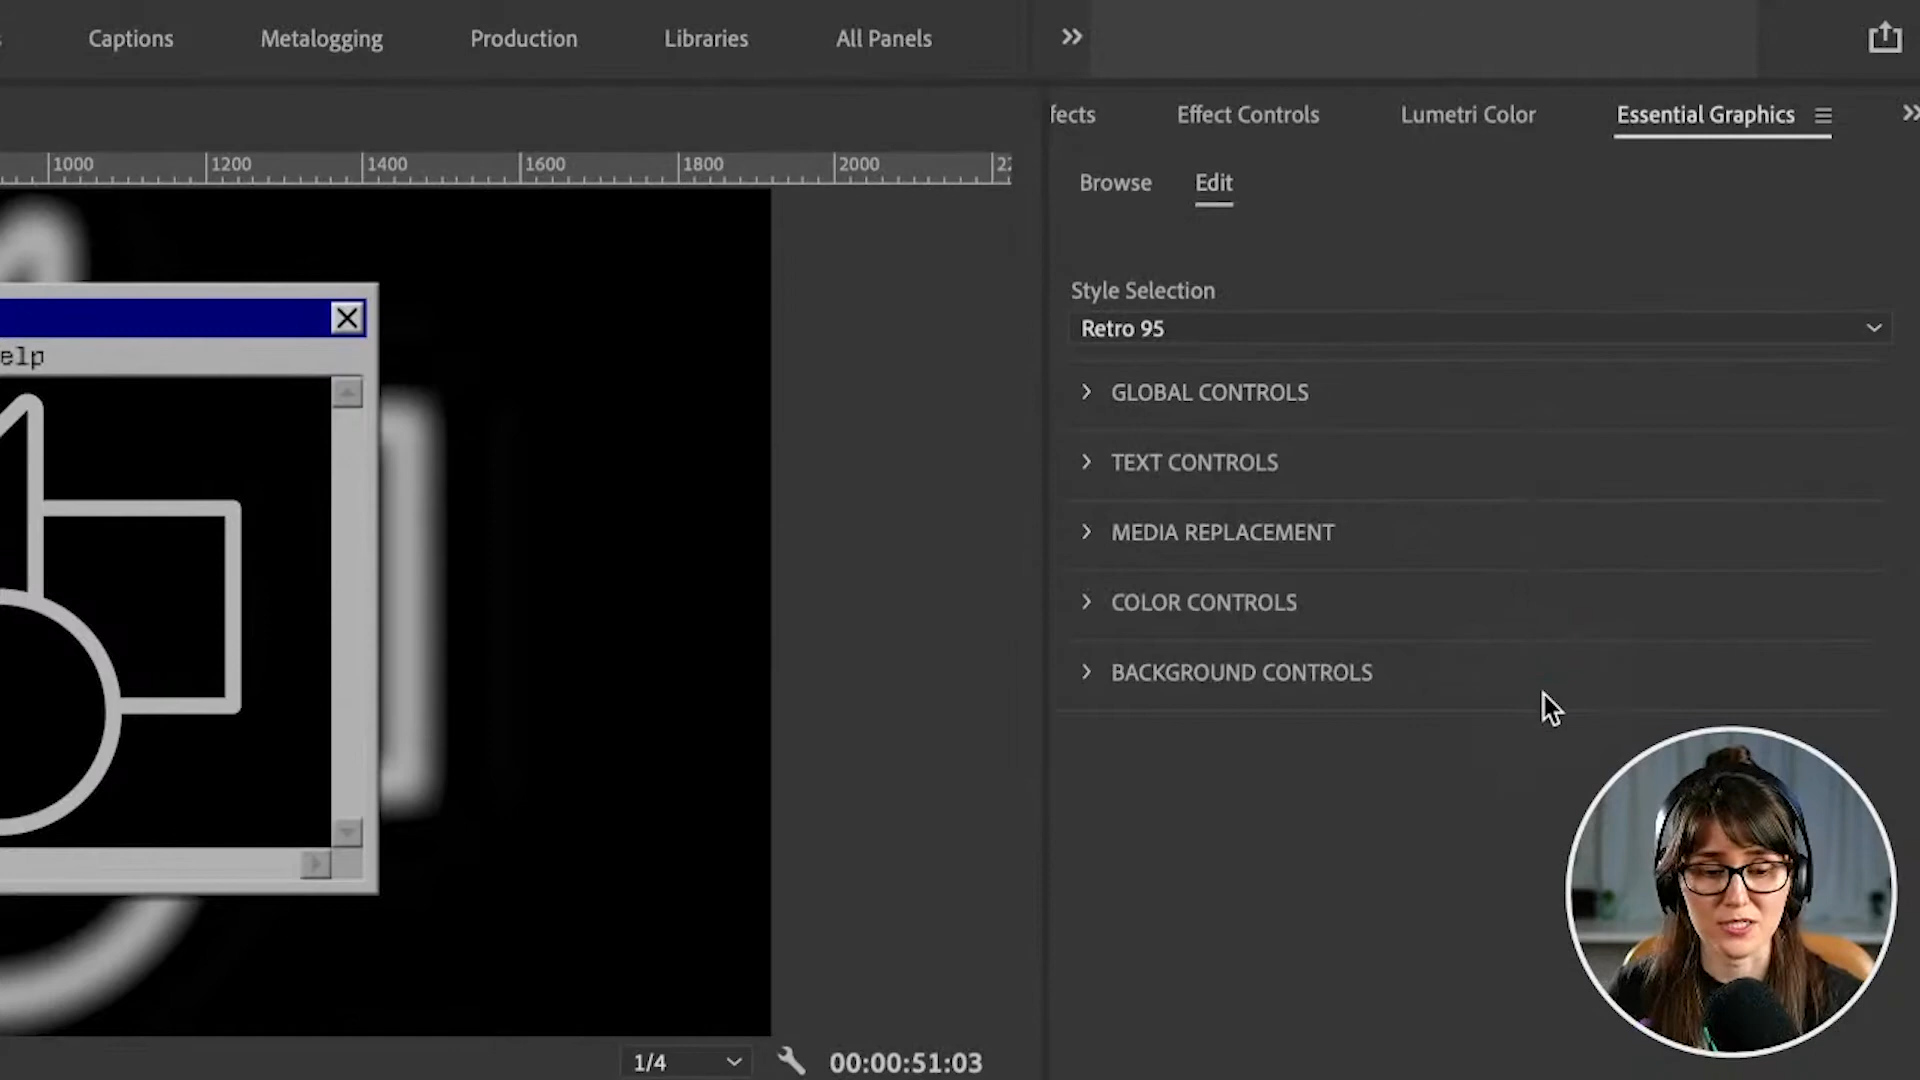 Captions Metalogging Production Libraries All Panels
fects Effect Controls Lumetri Color Essential Graphics
1000 1200 1400 1600 1800 2000
Browse Edit
Style Selection
Retro 95
elp
GLOBAL CONTROLS
TEXT CONTROLS
MEDIA REPLACEMENT
COLOR CONTROLS
BACKGROUND CONTROLS
1/4 00:00:51:03